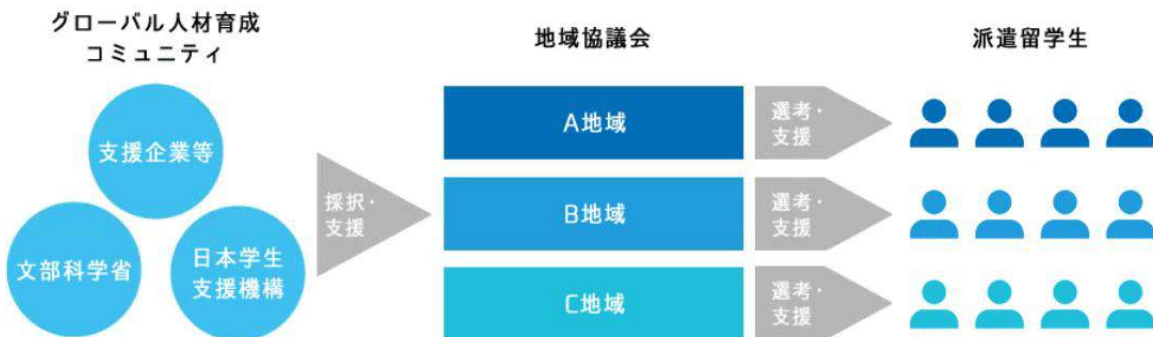 グローバル人材育成
コミュニティ
支援企業等
文部科学省
日本学生
支援機構
採択・
支援
地域協議会
A地域
B地域
C地域
選考・
支援
選考・
支援
選考・
支援
派遣留学生